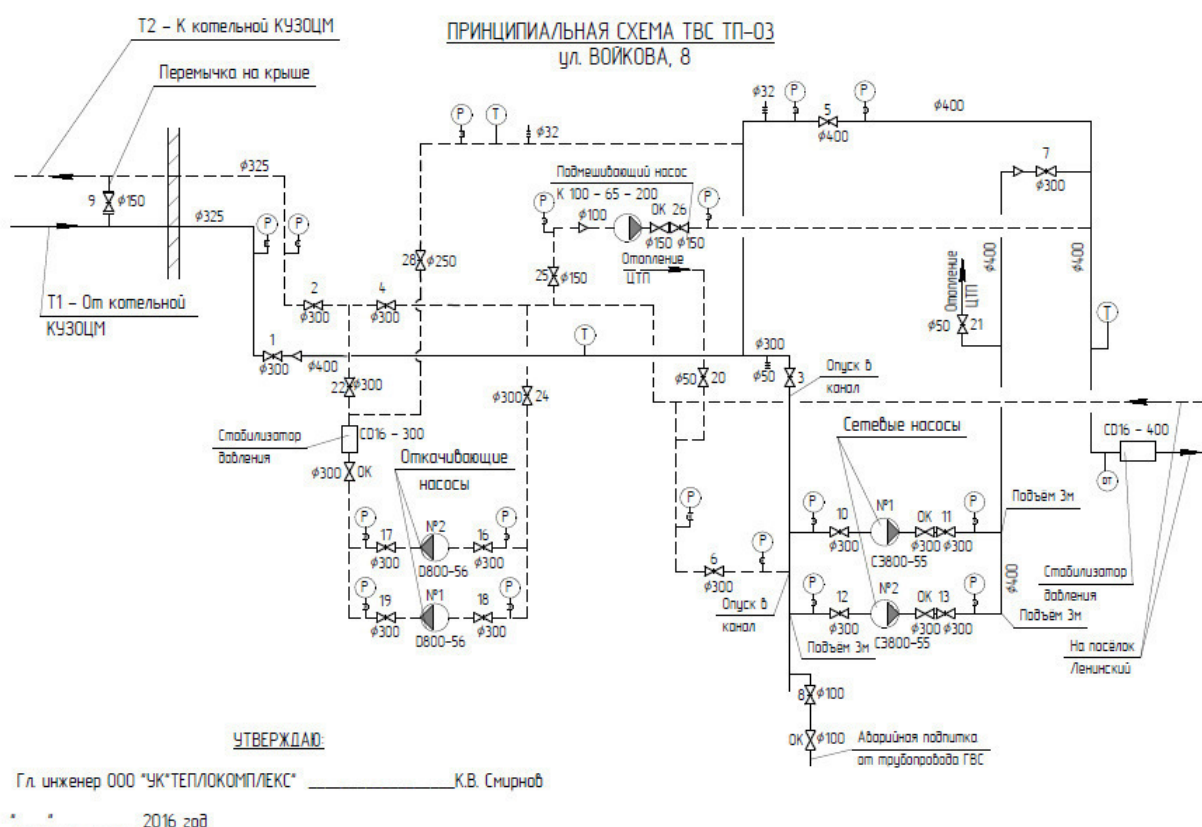 Т2 – К котельной КУЗОЦМ
ПРИНЦИПИАЛЬНАЯ СХЕМА ТВС ТП–03
ул. ВОЙКОВА, 8
Перемычка на крыше
ϕ325
9
ϕ150
ϕ325
Р
Р
Т1 – От котельной
КУЗОЦМ
2
ϕ300
4
ϕ300
1
ϕ300
ϕ400
Р
Т
ϕ32
28
ϕ250
Подмешивающий насос
К 100 – 65 – 200
Р
ϕ100
ОК
26
ϕ150
ϕ150
Р
25
ϕ150
Отопление
ЦТП
ϕ32
Р
5
ϕ400
Р
ϕ400
7
ϕ300
ϕ400
ϕ400
Отопление
ЦТП
ϕ50
21
Т
Т
ϕ300
ϕ50
3
Опуск в
канал
ϕ50
20
22
ϕ300
ϕ300
24
Стабилизатор
давления
СD16 – 300
ϕ300
ОК
Откачивающие
насосы
Р
17
ϕ300
№2
D800–56
16
ϕ300
Р
Р
19
ϕ300
№1
D800–56
18
ϕ300
Р
Р
6
ϕ300
Р
Опуск в
канал
Сетевые насосы
Р
10
ϕ300
№1
СЭ800–55
ОК
11
ϕ300
ϕ300
Р
Подъём 3м
Р
12
ϕ300
№2
СЭ800–55
ОК
13
ϕ300
ϕ300
Р
ϕ400
Подъём 3м
Подъём 3м
СD16 – 400
от
Стабилизатор
давления
На посёлок
Ленинский
8
ϕ100
ОК
ϕ100
Аварийная подпитка
от трубопровода ГВС
УТВЕРЖДАЮ:
Гл. инженер ООО "УК"ТЕПЛОКОМПЛЕКС" ________________К.В. Смирнов
"___"__________ 2016 год